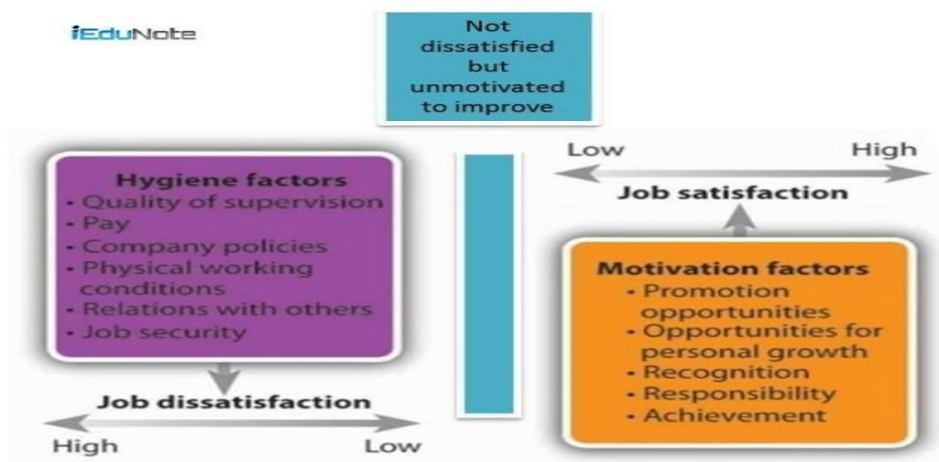 iEduNote
Not
dissatisfied
but
unmotivated
to improve
Hygiene factors
• Quality of supervision
• Pay
• Company policies
• Physical working
conditions
• Relations with others
• Job security
Job dissatisfaction
High Low
Low High
Job satisfaction
Motivation factors
• Promotion
opportunities
• Opportunities for
personal growth
• Recognition
• Responsibility
• Achievement